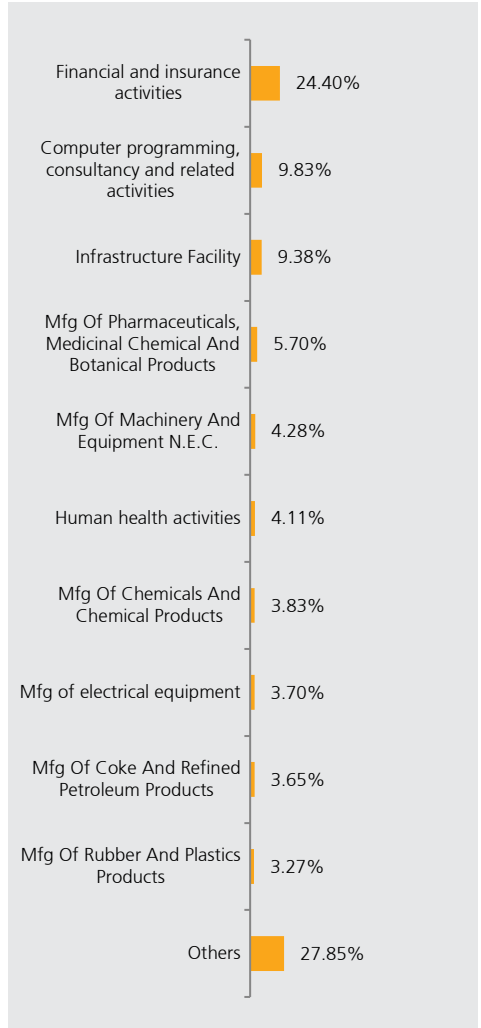 Financial and insurance
activities
24.40%
Computer programming,
consultancy and related
activities
9.83%
Infrastructure Facility
9.38%
Mfg Of Pharmaceuticals,
Medicinal Chemical And
Botanical Products
5.70%
Mfg Of Machinery And
Equipment N.E.C.
4.28%
Human health activities
4.11%
Mfg Of Chemicals And
Chemical Products
3.83%
Mfg of electrical equipment
3.70%
Mfg Of Coke And Refined
Petroleum Products
3.65%
Mfg Of Rubber And Plastics
Products
3.27%
Others
27.85%